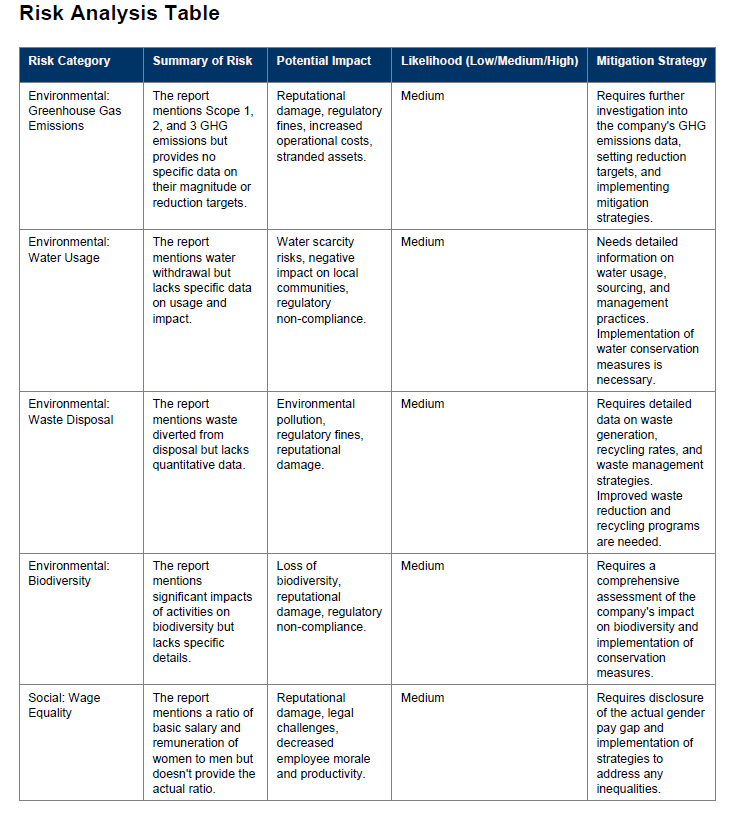 Risk Analysis Table
Risk Category
Summary of Risk
Potential Impact
Likelihood (Low/Medium/High)
Mitigation Strategy
Environmental:
Greenhouse Gas
Emissions
The report
mentions Scope 1,
2, and 3 GHG
emissions but
provides no
specific data on
their magnitude or
reduction targets.
Reputational
damage, regulatory
fines, increased
operational costs,
stranded assets.
Medium
Requires further
investigation into
the company's GHG
emissions data,
setting reduction
targets, and
implementing
mitigation
strategies.
Environmental:
Water Usage
The report
mentions water
withdrawal but
lacks specific data
on usage and
impact.
Water scarcity
risks, negative
impact on local
communities,
regulatory
non-compliance.
Medium
Needs detailed
information on
water usage,
sourcing, and
management
practices.
Implementation of
water conservation
measures is
necessary.
Environmental:
Waste Disposal
The report
mentions waste
diverted from
disposal but lacks
quantitative data.
Environmental
pollution,
regulatory fines,
reputational
damage.
Medium
Requires detailed
data on waste
generation,
recycling rates, and
waste management
strategies.
Improved waste
reduction and
recycling programs
are needed.
Environmental:
Biodiversity
The report
mentions
significant impacts
of activities on
biodiversity but
lacks specific
details.
Loss of
biodiversity,
reputational
damage, regulatory
non-compliance.
Medium
Requires a
comprehensive
assessment of the
company's impact
on biodiversity and
implementation of
conservation
measures.
Social: Wage
Equality
The report
mentions a ratio of
basic salary and
remuneration of
women to men but
doesn't provide the
actual ratio.
Reputational
damage, legal
challenges,
decreased
employee morale
and productivity.
Medium
Requires disclosure
of the actual gender
pay gap and
implementation of
strategies to
address any
inequalities.